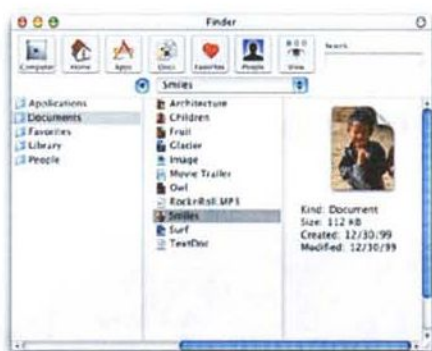 Finder
Computer Home Apps Docs Favorites People View Search
Smiles
Applications
Documents
Favorites
Library
People
Architecture
Children
Fruit
Glacier
Image
Movie Trailer
Owl
RocknRoll.MP3
Smiles
Surf
TextDoc
Kind: Document
Size: 112 KB
Created: 12/30/99
Modified: 12/30/99